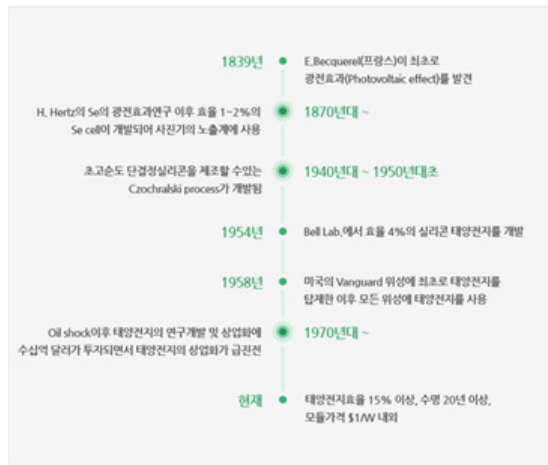 1839년
E.Becquerel(프랑스)이 최초로
광전효과(Photovoltaic effect)를 발견
H. Hertz의 Se의 광전효과연구 이후 효율 1~2%의
Se cell이 개발되어 사진기의 노출계에 사용
1870년대 ~
초고순도 단결정실리콘을 제조할 수있는
Czochralski process가 개발됨
1940년대 ~ 1950년대초
1954년
Bell Lab.에서 효율 4%의 실리콘 태양전지를 개발
1958년
미국의 Vanguard 위성에 최초로 태양전지를
탑재한 이후 모든 위성에 태양전지를 사용
Oil shock이후 태양전지의 연구개발 및 상업화에
수십억 달러가 투자되면서 태양전지의 상업화가 급진전
1970년대 ~
현재
태양전지효율 15% 이상, 수명 20년 이상,
모듈가격 $1/W 내외